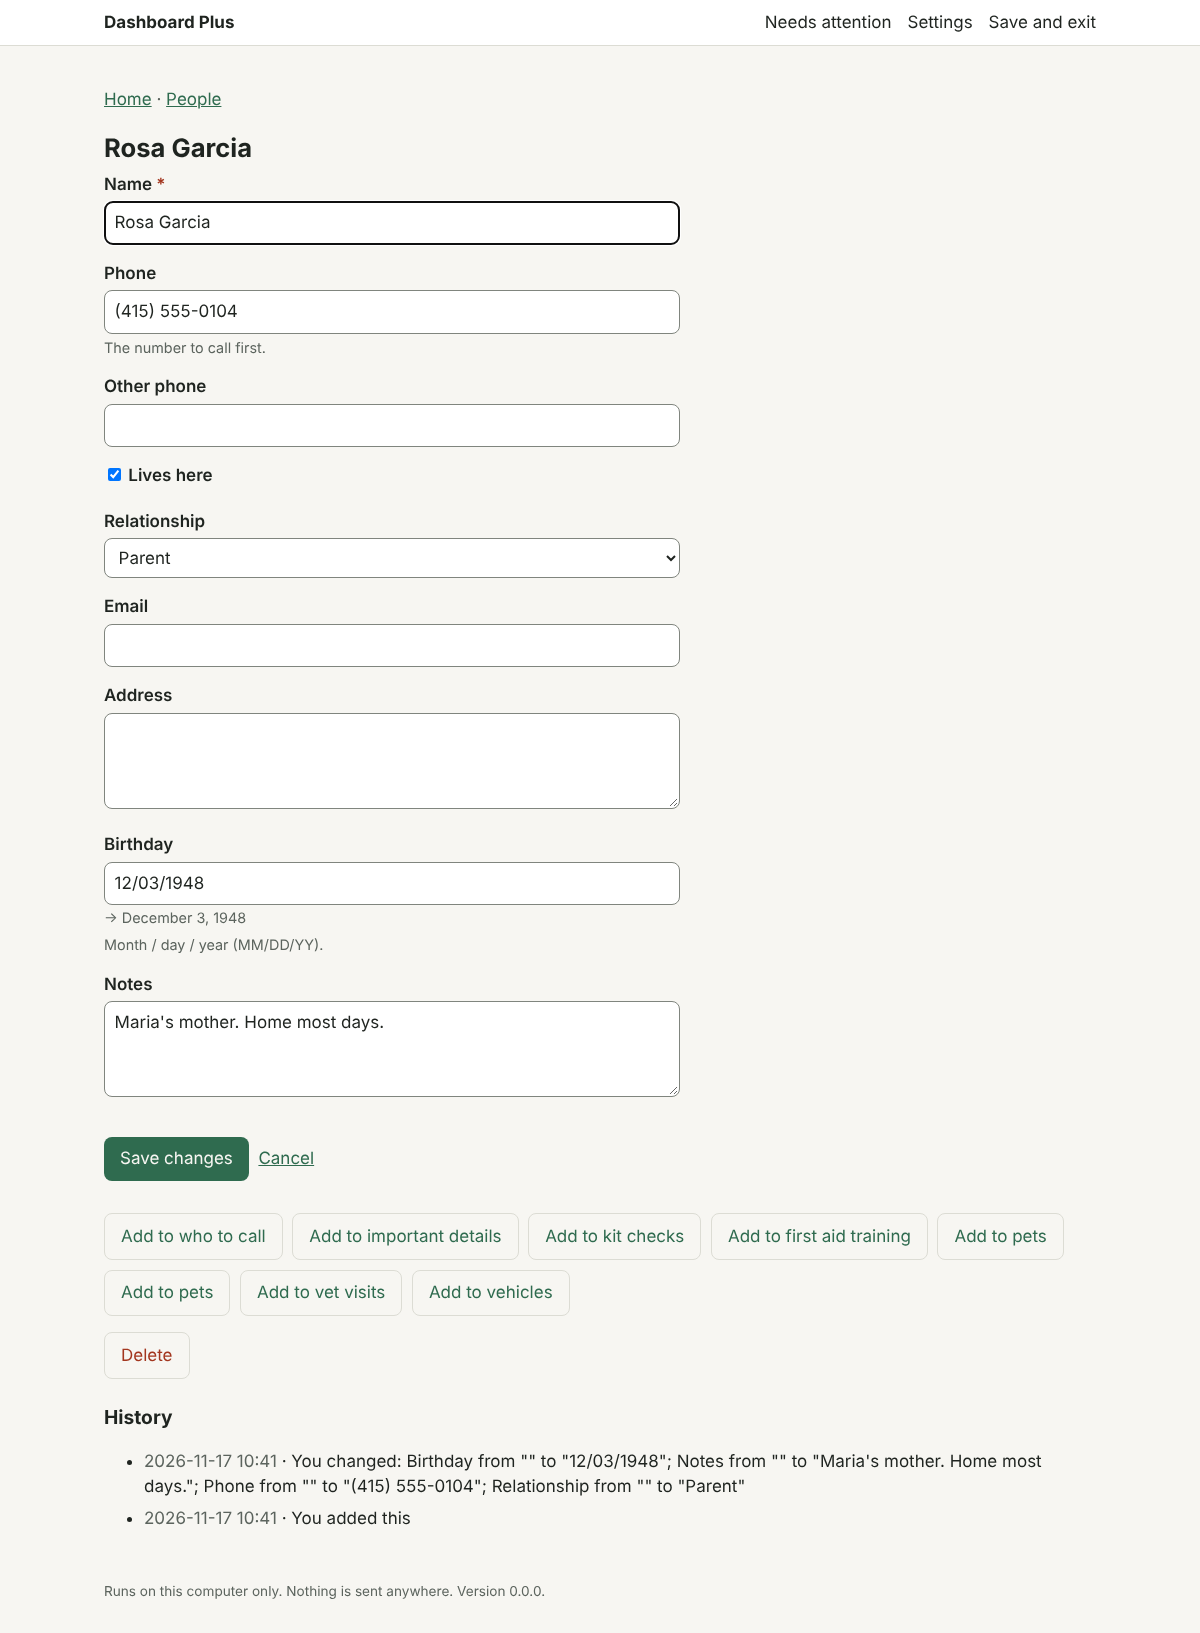 Dashboard Plus
Needs attention Settings Save and exit
Home · People
Rosa Garcia
Name *
Rosa Garcia
Phone
(415) 555-0104
The number to call first.
Other phone
Lives here
Relationship
Parent
Email
Address
Birthday
12/03/1948
→ December 3, 1948
Month / day / year (MM/DD/YY).
Notes
Maria's mother. Home most days.
Save changes Cancel
Add to who to call Add to important details Add to kit checks Add to first aid training Add to pets
Add to pets Add to vet visits Add to vehicles
Delete
History
• 2026-11-17 10:41 · You changed: Birthday from "" to "12/03/1948"; Notes from "" to "Maria's mother. Home most
days."; Phone from "" to "(415) 555-0104"; Relationship from "" to "Parent"
• 2026-11-17 10:41 · You added this
Runs on this computer only. Nothing is sent anywhere. Version 0.0.0.